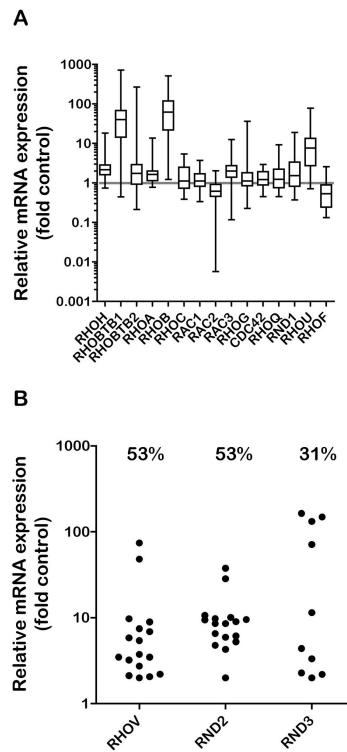 A
Relative mRNA expression
(fold control)
1000
100
10
1
0.1
0.01
0.001
RHOH
RHOBTB1
RHOBTB2
RHOA
RHOB
RHOC
RAC1
RAC2
RAC3
RHOG
CDC42
RHOQ
RND1
RHOU
RHOF
B
Relative mRNA expression
(fold control)
1000
100
10
1
53%
53%
31%
RHOV
RND2
RND3